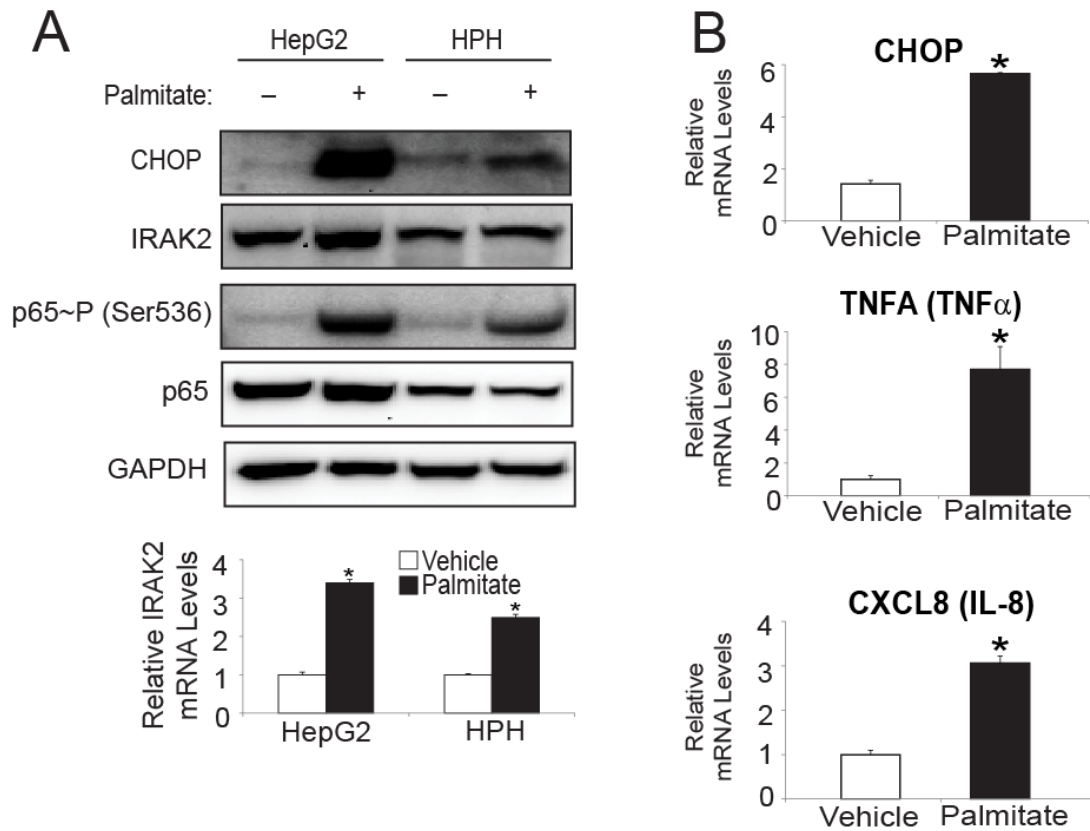 A
HepG2 HPH
Palmitate: – + – +
CHOP
IRAK2
p65~P (Ser536)
p65
GAPDH
Relative IRAK2
mRNA Levels
4
3
2
1
0
Vehicle
Palmitate
* *
HepG2 HPH
B
CHOP
Relative
mRNA Levels
6
4
2
0
*
Vehicle Palmitate
TNFA (TNFα)
Relative
mRNA Levels
10
8
6
4
2
0
*
Vehicle Palmitate
CXCL8 (IL-8)
Relative
mRNA Levels
4
3
2
1
0
*
Vehicle Palmitate